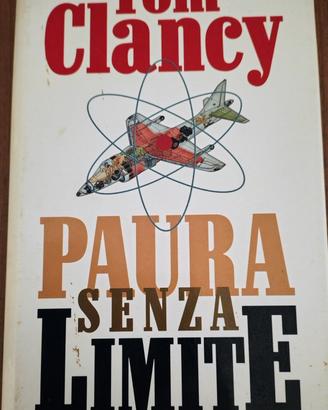 Tom
Clancy
PAURA
SENZA
LIMITE